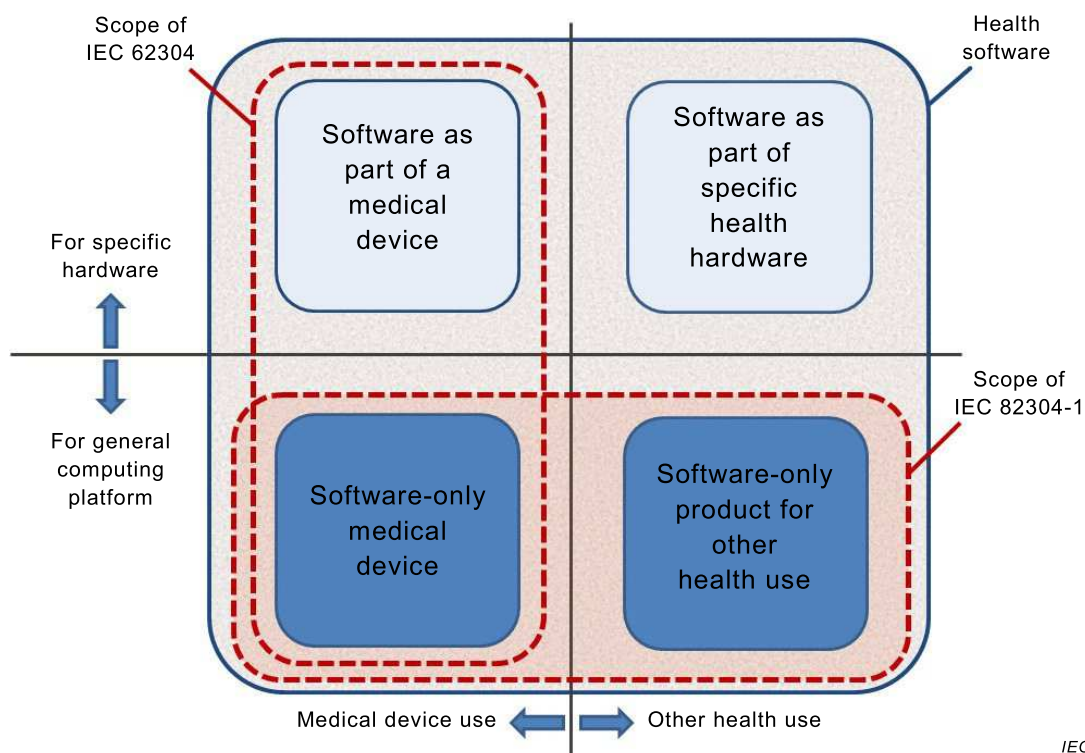 Scope of
IEC 62304
Health
software
Software as
part of a
medical
device
Software as
part of
specific
health
hardware
For specific
hardware
For general
computing
platform
Scope of
IEC 82304-1
Software-only
medical
device
Software-only
product for
other
health use
Medical device use
Other health use
IEC